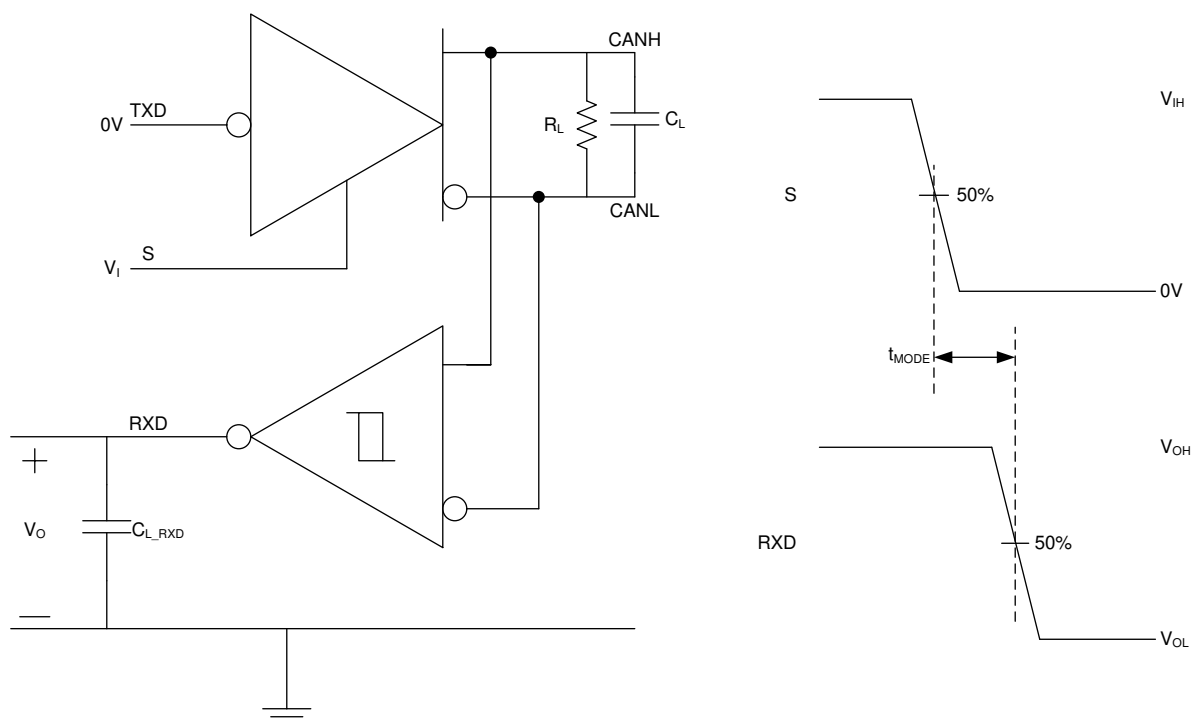 CANH
TXD
0V
R_L
C_L
CANL
S
V_I
RXD
+
V_O
C_L_RXD
—
V_IH
S
50%
0V
t_MODE
V_OH
RXD
50%
V_OL